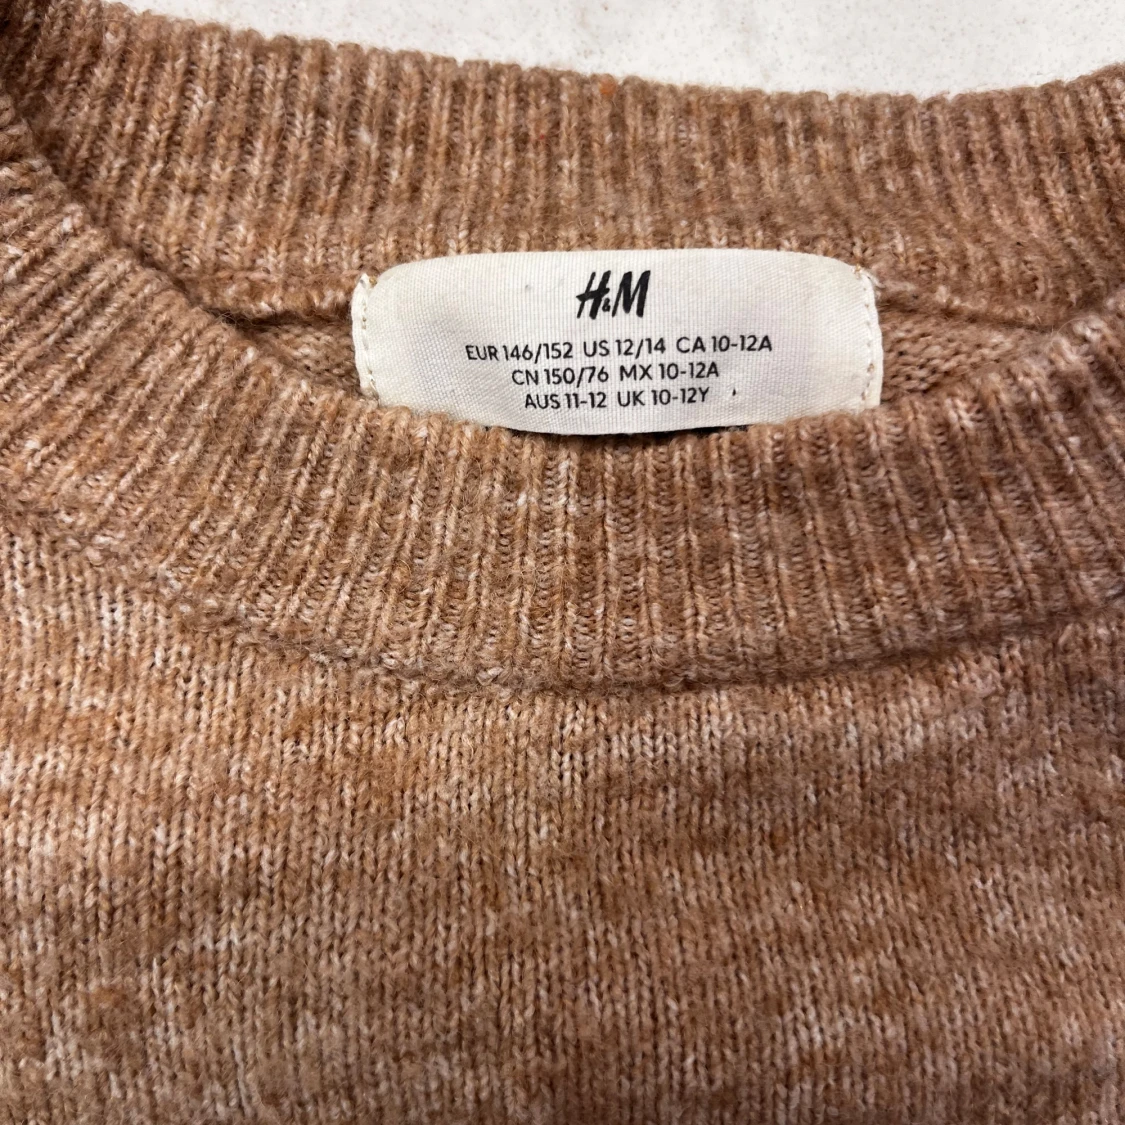 H&M
EUR 146/152 US 12/14 CA 10-12A
CN 150/76 MX 10-12A
AUS 11-12 UK 10-12Y